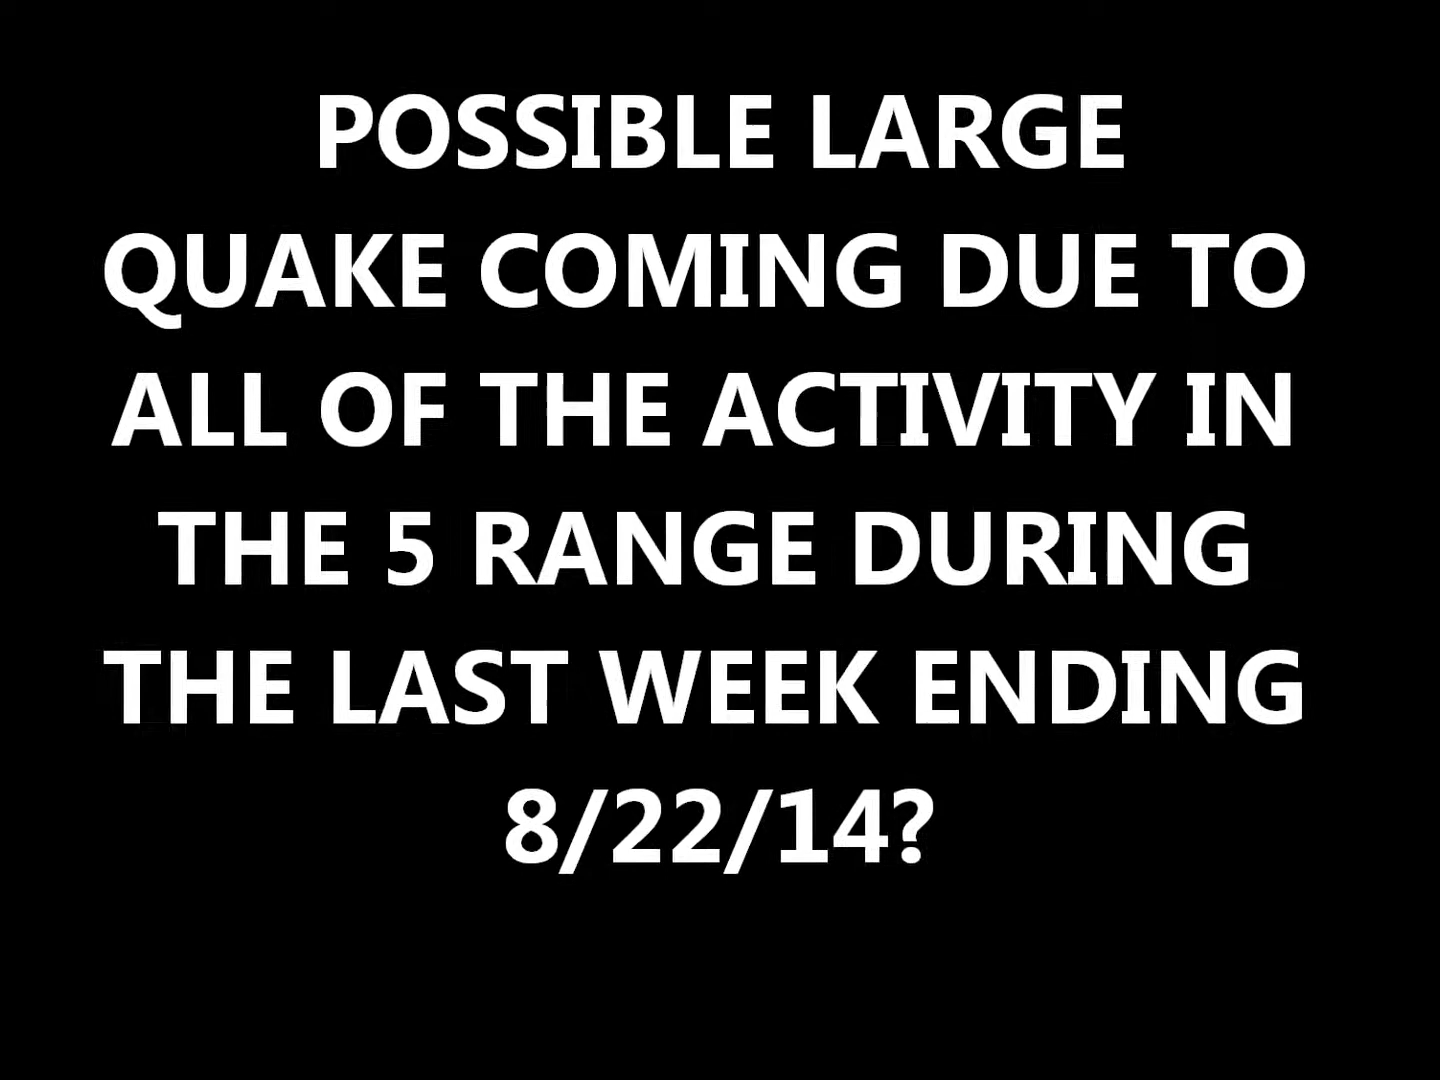 POSSIBLE LARGE
QUAKE COMING DUE TO
ALL OF THE ACTIVITY IN
THE 5 RANGE DURING
THE LAST WEEK ENDING
8/22/14?